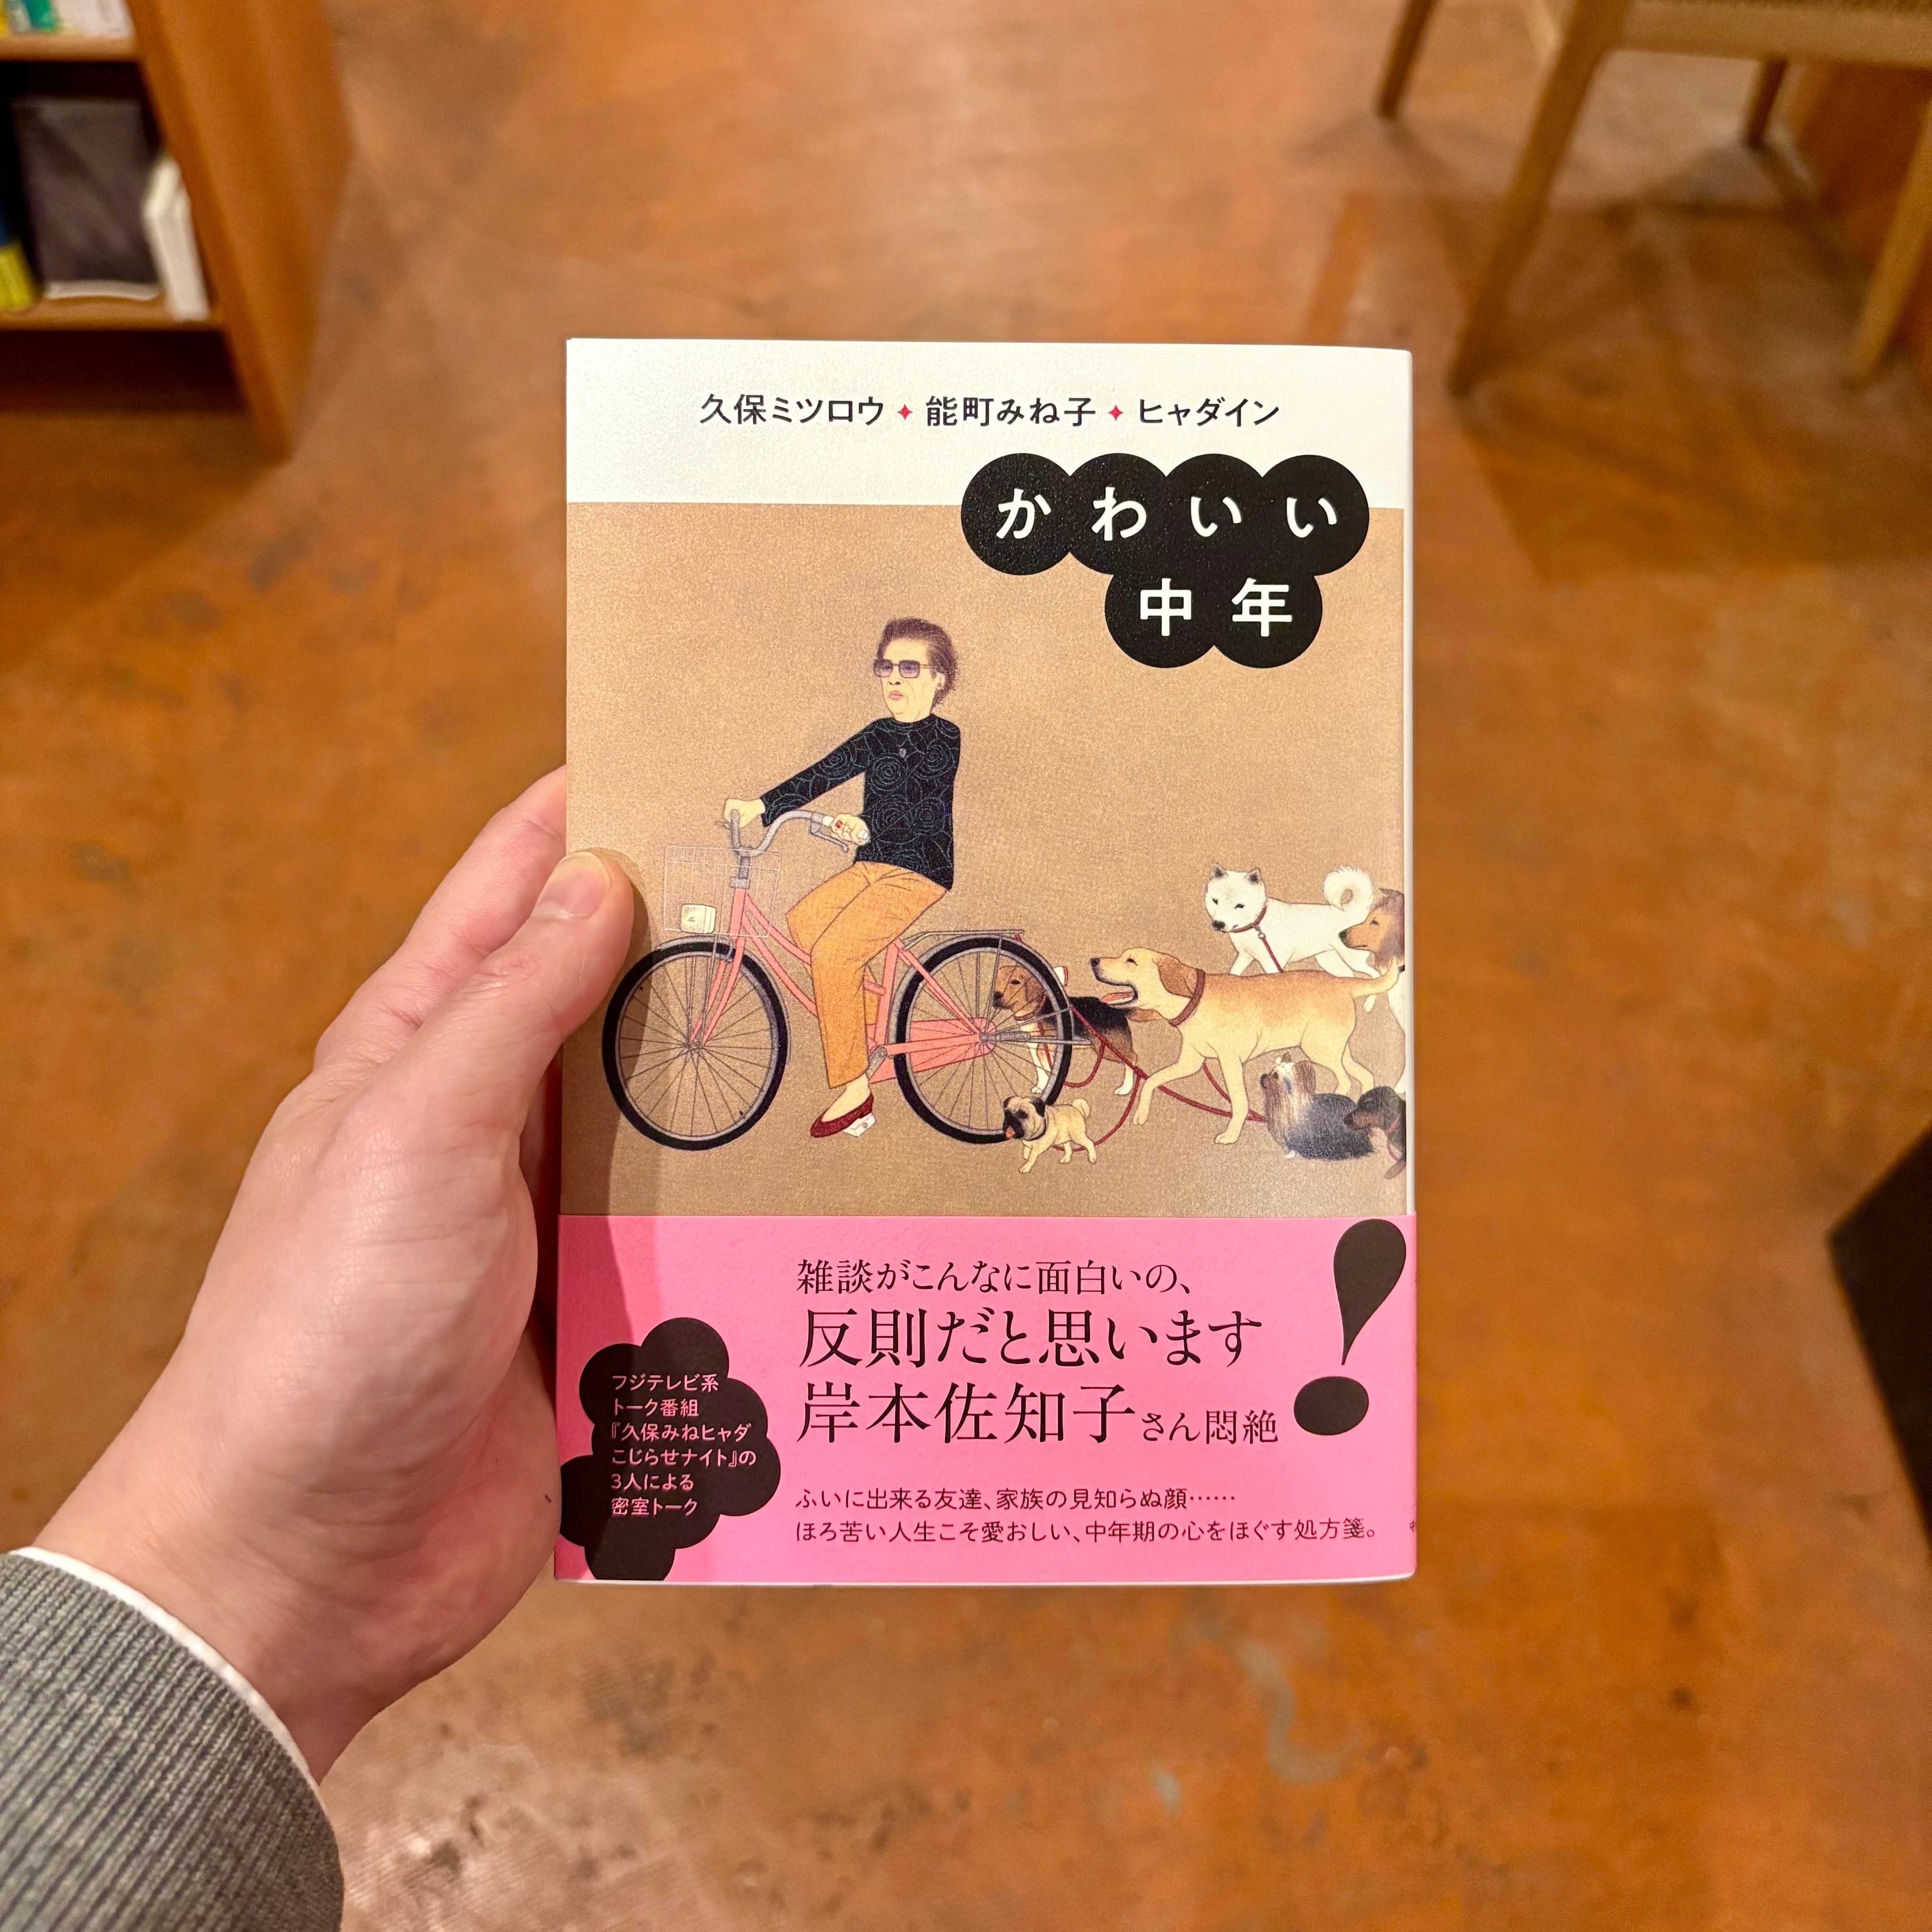 久保ミツロウ✦能町みね子✦ヒャダイン
かわいい
中年
雑談がこんなに面白いの、
反則だと思います!
岸本佐知子さん悶絶
フジテレビ系
トーク番組
『久保みねヒャダ
こじらせナイト』の
3人による
密室トーク
ふいに出来る友達、家族の見知らぬ顔……
ほろ苦い人生こそ愛おしい、中年期の心をほぐす処方箋。